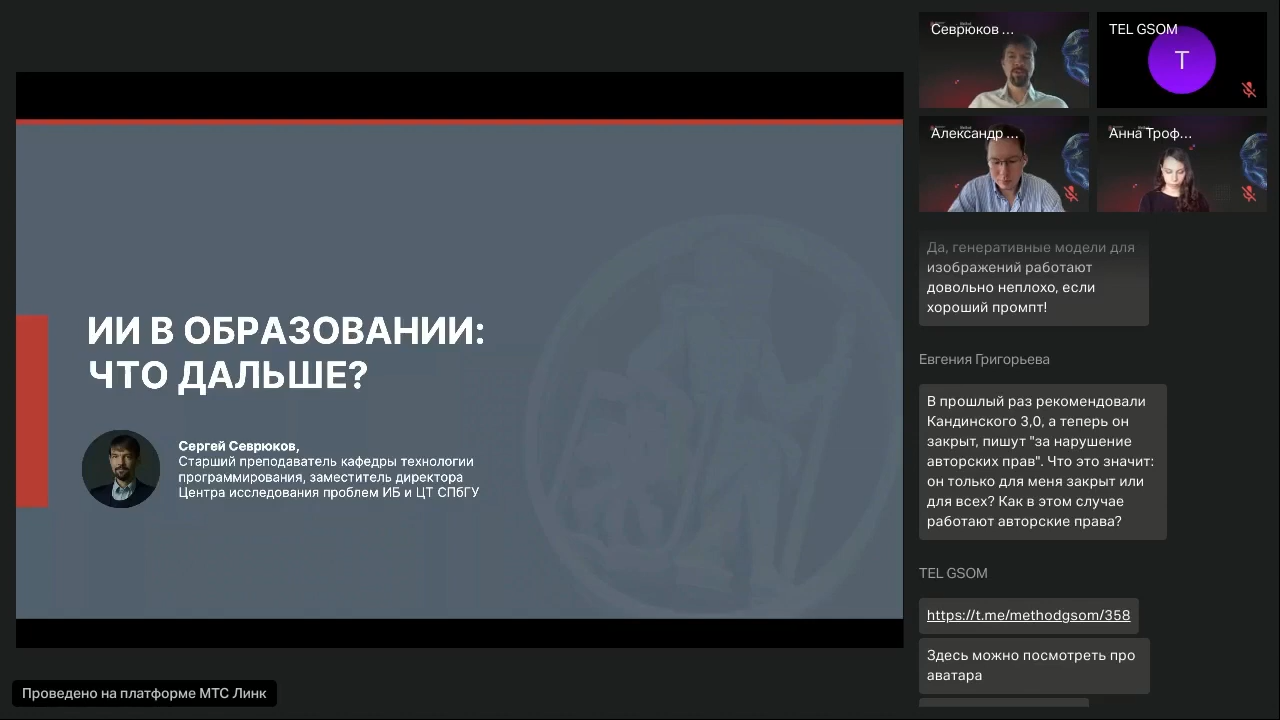 ИИ В ОБРАЗОВАНИИ:
ЧТО ДАЛЬШЕ?
Сергей Севрюков,
Старший преподаватель кафедры технологии
программирования, заместитель директора
Центра исследования проблем ИБ и ЦТ СПбГУ
Проведено на платформе МТС Линк
Севрюков ...
TEL GSOM
T
Александр ...
Анна Троф...
Да, генеративные модели для
изображений работают
довольно неплохо, если
хороший промпт!
Евгения Григорьева
В прошлый раз рекомендовали
Кандинского 3,0, а теперь он
закрыт, пишут "за нарушение
авторских прав". Что это значит:
он только для меня закрыт или
для всех? Как в этом случае
работают авторские права?
TEL GSOM
https://t.me/methodgsom/358
Здесь можно посмотреть про
аватара